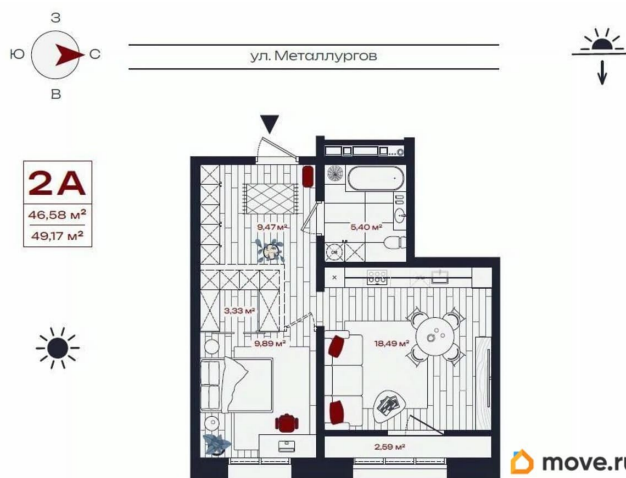 З
Ю С
В
ул. Металлургов
2А
46,58 м²
49,17 м²
9,47 м²
5,40 м²
3,33 м²
9,89 м²
18,49 м²
2,59 м²
move.ru